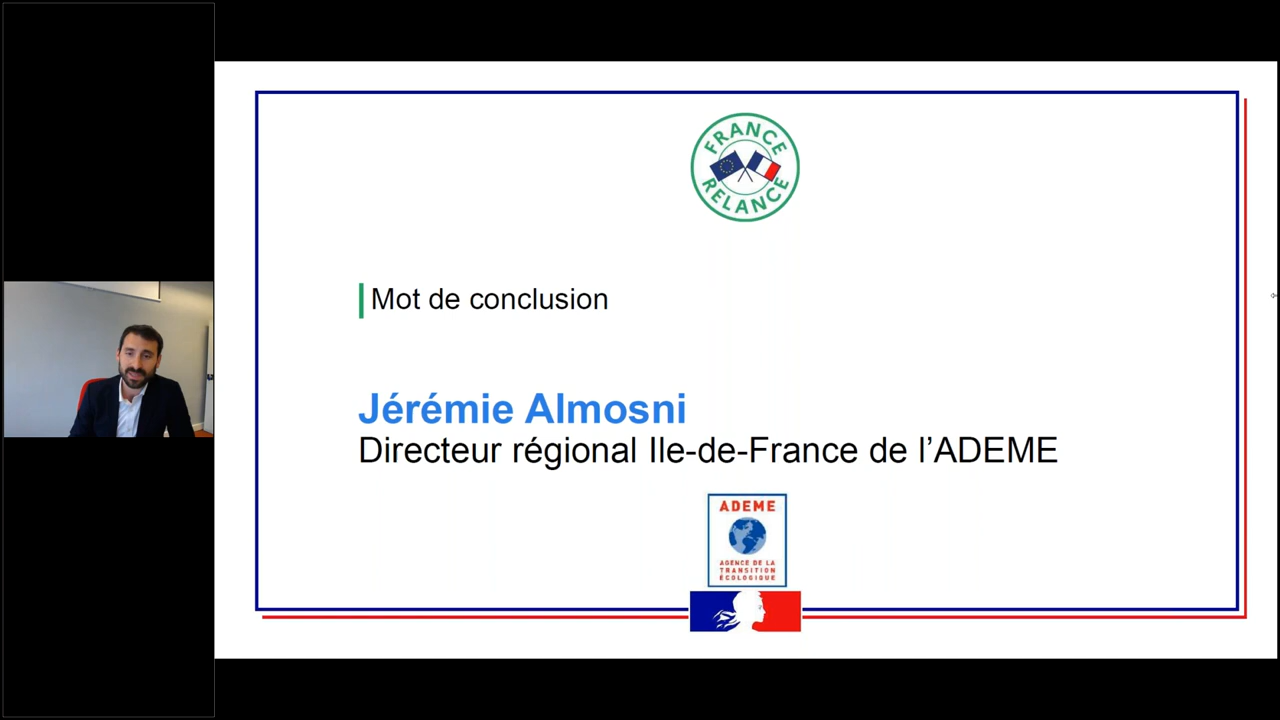 FRANCE
RELANCE
Mot de conclusion
Jérémie Almosni
Directeur régional Ile-de-France de l’ADEME
ADEME
AGENCE DE LA
TRANSITION
ÉCOLOGIQUE